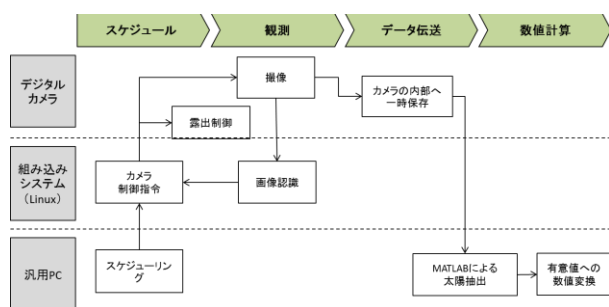 スケジュール
観測
データ伝送
数値計算
デジタル
カメラ
撮像
カメラの内部へ
一時保存
露出制御
組み込み
システム
(Linux)
カメラ
制御指令
画像認識
汎用PC
スケジューリン
グ
MATLABによる
太陽抽出
有意値への
数値変換